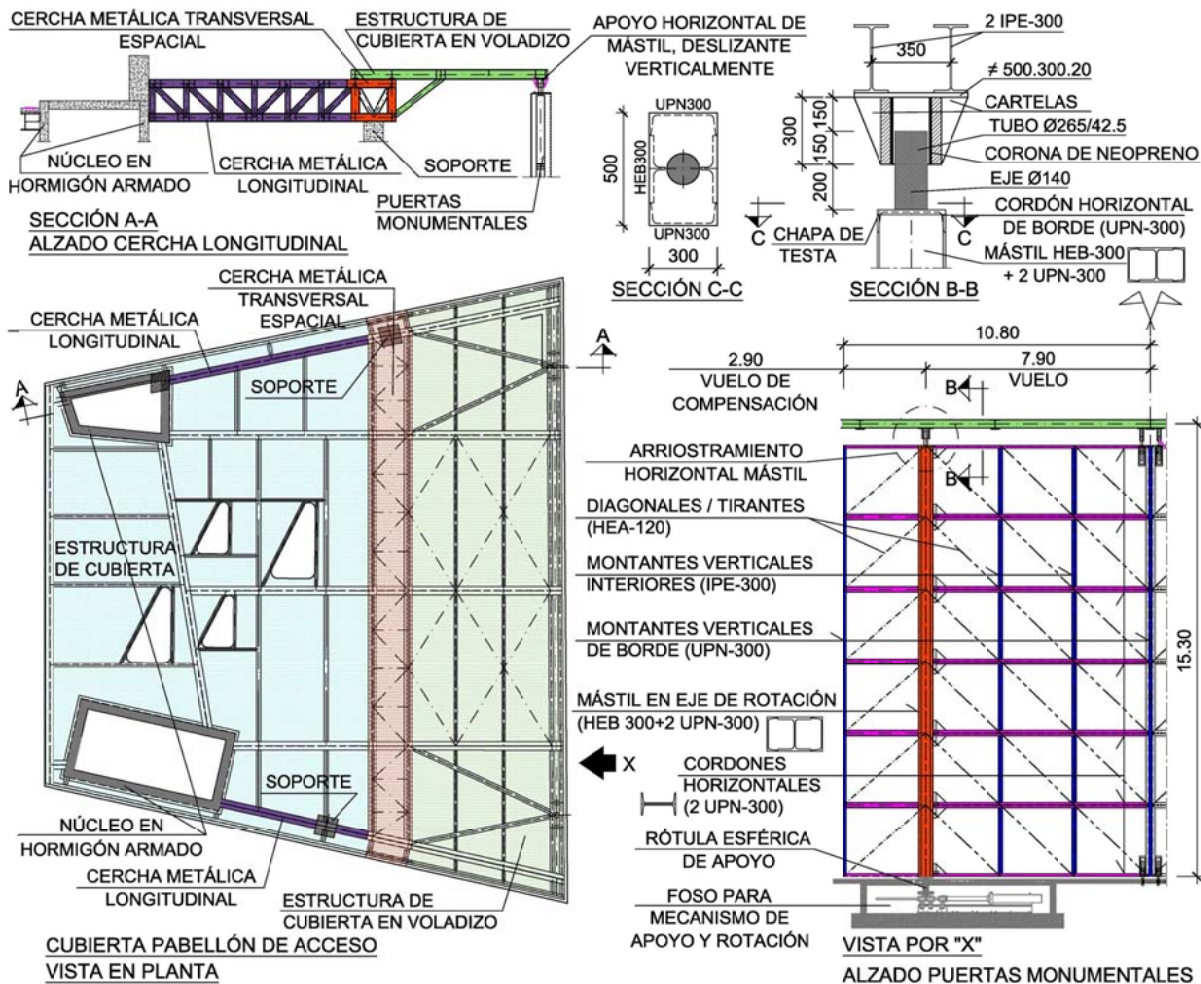 CERCHA METÁLICA TRANSVERSAL
ESPACIAL
ESTRUCTURA DE
CUBIERTA EN VOLADIZO
NÚCLEO EN
HORMIGÓN ARMADO
CERCHA METÁLICA
LONGITUDINAL
SOPORTE
PUERTAS
MONUMENTALES
SECCIÓN A-A
ALZADO CERCHA LONGITUDINAL
APOYO HORIZONTAL DE
MÁSTIL, DESLIZANTE
VERTICALMENTE
UPN300
500
HEB300
UPN300
300
SECCIÓN C-C
2 IPE-300
350
≠ 500.300.20
CARTELAS
TUBO Ø265/42.5
CORONA DE NEOPRENO
EJE Ø140
CORDÓN HORIZONTAL
DE BORDE (UPN-300)
MÁSTIL HEB-300
+ 2 UPN-300
300
150
150
200
C
C
CHAPA DE
TESTA
SECCIÓN B-B
CERCHA METÁLICA
TRANSVERSAL
ESPACIAL
CERCHA METÁLICA
LONGITUDINAL
SOPORTE
A
A
ESTRUCTURA
DE CUBIERTA
SOPORTE
X
NÚCLEO EN
HORMIGÓN ARMADO
CERCHA METÁLICA
LONGITUDINAL
ESTRUCTURA DE
CUBIERTA EN VOLADIZO
CUBIERTA PABELLÓN DE ACCESO
VISTA EN PLANTA
10.80
2.90
VUELO DE
COMPENSACIÓN
7.90
VUELO
B
B
15.30
ARRIOSTRAMIENTO
HORIZONTAL MÁSTIL
DIAGONALES / TIRANTES
(HEA-120)
MONTANTES VERTICALES
INTERIORES (IPE-300)
MONTANTES VERTICALES
DE BORDE (UPN-300)
MÁSTIL EN EJE DE ROTACIÓN
(HEB 300+2 UPN-300)
CORDONES
HORIZONTALES
(2 UPN-300)
RÓTULA ESFÉRICA
DE APOYO
FOSO PARA
MECANISMO DE
APOYO Y ROTACIÓN
VISTA POR "X"
ALZADO PUERTAS MONUMENTALES